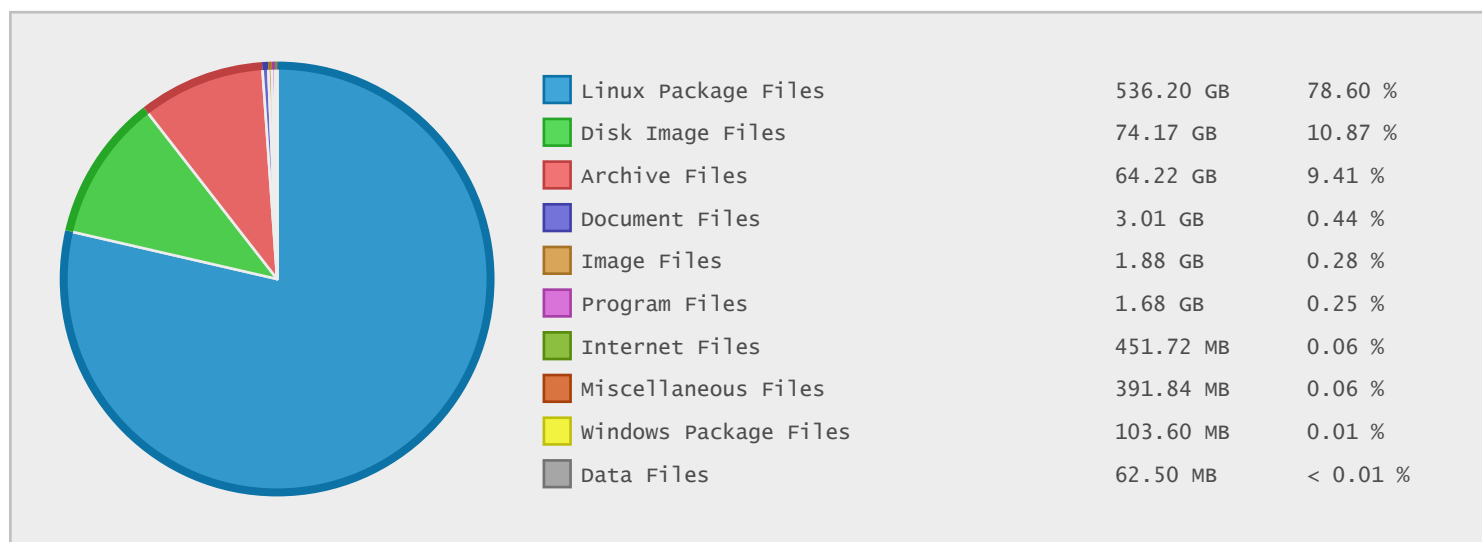 Linux Package Files 536.20 GB 78.60 %
Disk Image Files 74.17 GB 10.87 %
Archive Files 64.22 GB 9.41 %
Document Files 3.01 GB 0.44 %
Image Files 1.88 GB 0.28 %
Program Files 1.68 GB 0.25 %
Internet Files 451.72 MB 0.06 %
Miscellaneous Files 391.84 MB 0.06 %
Windows Package Files 103.60 MB 0.01 %
Data Files 62.50 MB < 0.01 %